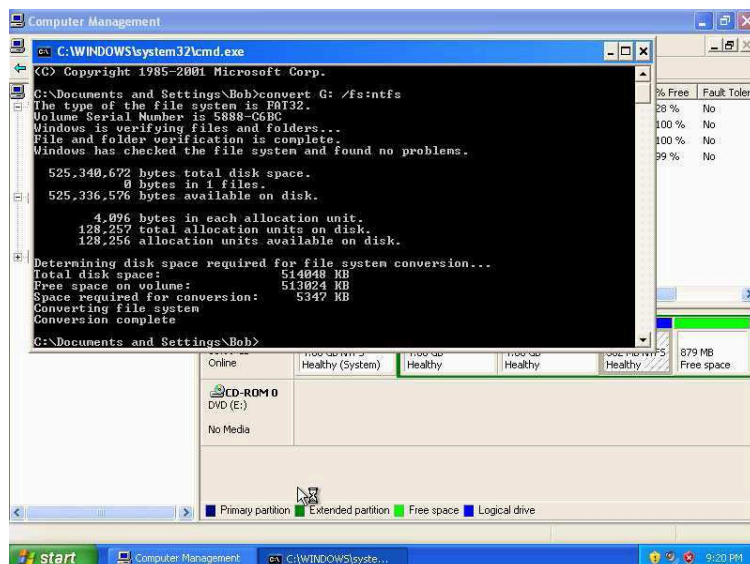 Computer Management
C:\WINDOWS\system32\cmd.exe
(C) Copyright 1985-2001 Microsoft Corp.
C:\Documents and Settings\Bob>convert G: /fs:ntfs
The type of the file system is FAT32.
Volume Serial Number is 5888-C6BC
Windows is verifying files and folders...
File and folder verification is complete.
Windows has checked the file system and found no problems.
525,340,672 bytes total disk space.
0 bytes in 1 files.
525,336,576 bytes available on disk.
4,096 bytes in each allocation unit.
128,257 total allocation units on disk.
128,256 allocation units available on disk.
Determining disk space required for file system conversion...
Total disk space: 514048 KB
Free space on volume: 513024 KB
Space required for conversion: 5347 KB
Converting file system
Conversion complete
C:\Documents and Settings\Bob>
% Free Fault Toler
28 % No
100 % No
100 % No
99 % No
Online
Healthy (System) Healthy Healthy Healthy
879 MB
Free space
CD-ROM 0
DVD (E:)
No Media
Primary partition Extended partition Free space Logical drive
start Computer Management C:\WINDOWS\syste... 9:20 PM